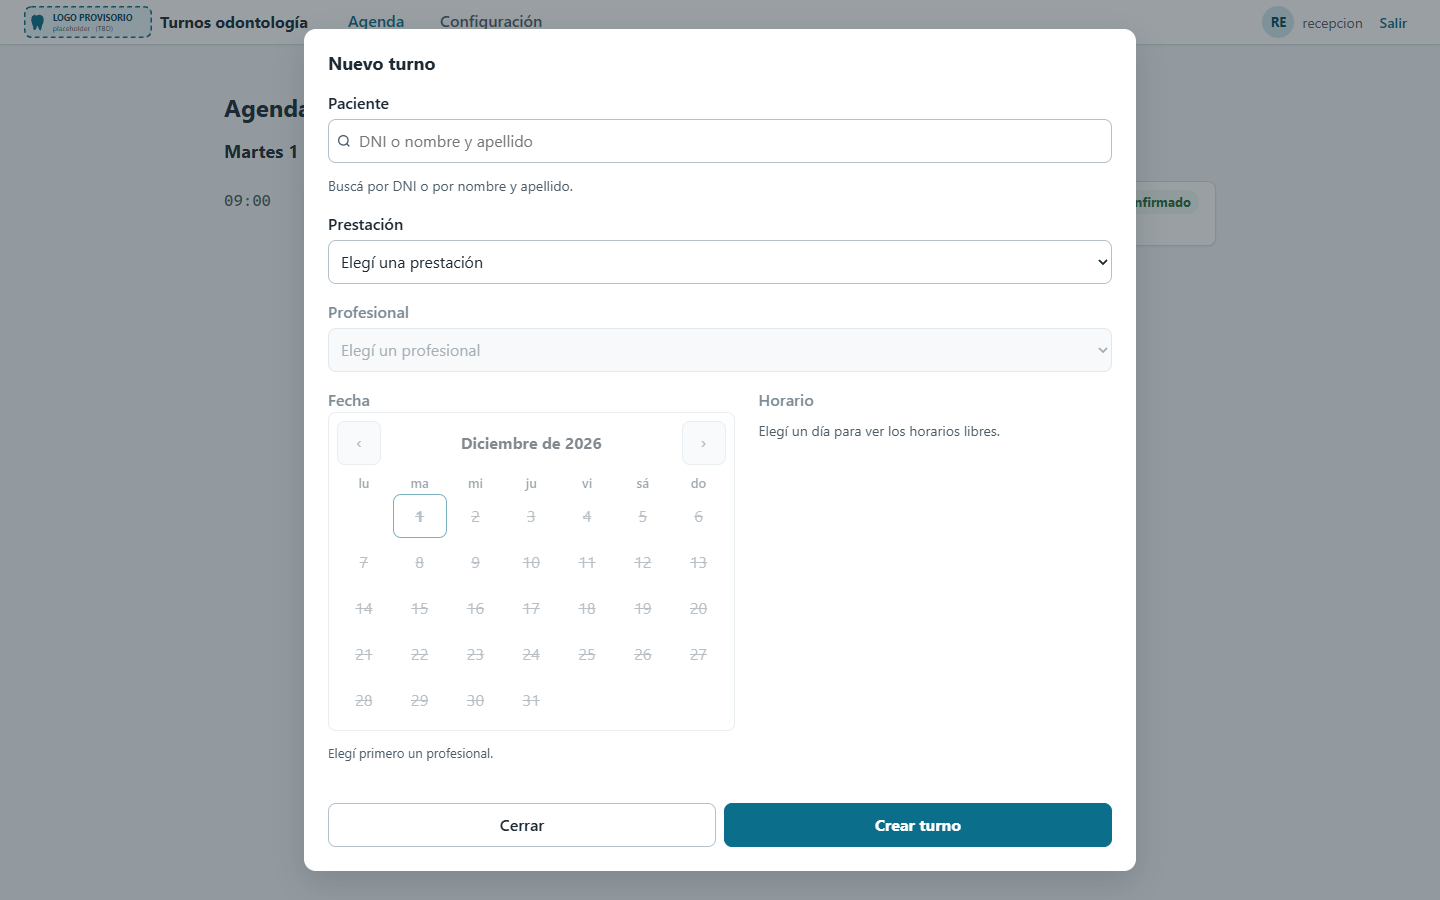 LOGO PROVISORIO
placeholder · (TBD)
Turnos odontología
Agenda
Configuración
RE
recepcion
Salir
Agenda
Martes 1
09:00
nfirmado
Nuevo turno
Paciente
DNI o nombre y apellido
Buscá por DNI o por nombre y apellido.
Prestación
Elegí una prestación
Profesional
Elegí un profesional
Fecha
‹ Diciembre de 2026 ›
lu ma mi ju vi sá do
1 2 3 4 5 6
7 8 9 10 11 12 13
14 15 16 17 18 19 20
21 22 23 24 25 26 27
28 29 30 31
Elegí primero un profesional.
Horario
Elegí un día para ver los horarios libres.
Cerrar
Crear turno